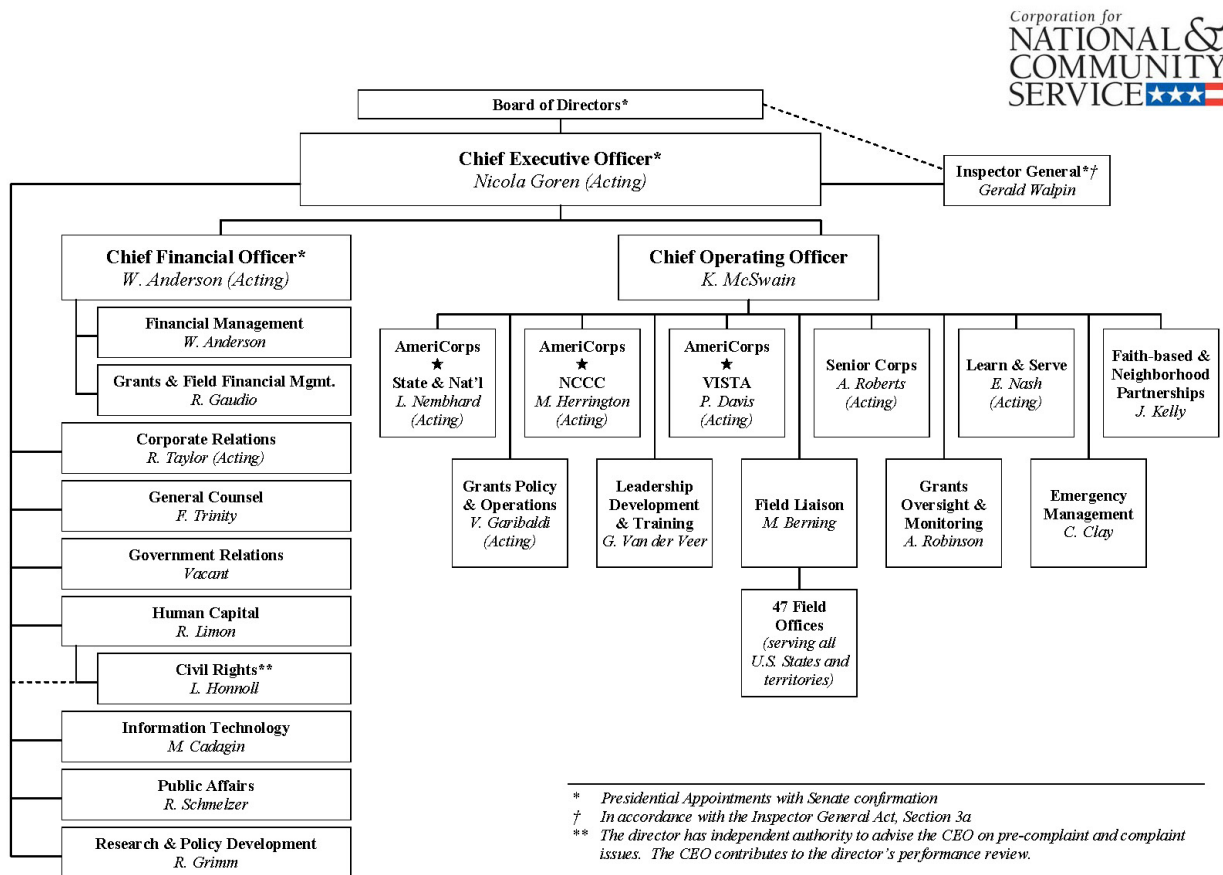 Corporation for
NATIONAL &
COMMUNITY
SERVICE
Board of Directors*
Chief Executive Officer*
Nicola Goren (Acting)
Inspector General*†
Gerald Walpin
Chief Financial Officer*
W. Anderson (Acting)
Chief Operating Officer
K. McSwain
Financial Management
W. Anderson
Grants & Field Financial Mgmt.
R. Gaudio
Corporate Relations
R. Taylor (Acting)
General Counsel
F. Trinity
Government Relations
Vacant
Human Capital
R. Limon
Civil Rights**
L. Honnoll
Information Technology
M. Cadagin
Public Affairs
R. Schmelzer
Research & Policy Development
R. Grimm
AmeriCorps
★
State & Nat'l
L. Nembhard
(Acting)
AmeriCorps
★
NCCC
M. Herrington
(Acting)
AmeriCorps
★
VISTA
P. Davis
(Acting)
Senior Corps
A. Roberts
(Acting)
Learn & Serve
E. Nash
(Acting)
Faith-based &
Neighborhood
Partnerships
J. Kelly
Grants Policy
& Operations
V. Garibaldi
(Acting)
Leadership
Development
& Training
G. Van der Veer
Field Liaison
M. Berning
Grants
Oversight &
Monitoring
A. Robinson
Emergency
Management
C. Clay
47 Field
Offices
(serving all
U.S. States and
territories)
* Presidential Appointments with Senate confirmation
† In accordance with the Inspector General Act, Section 3a
** The director has independent authority to advise the CEO on pre-complaint and complaint
issues. The CEO contributes to the director's performance review.